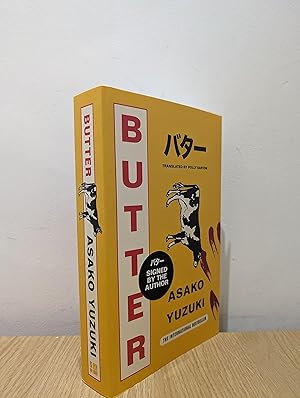 BUTTER
ASAKO YUZUKI
BUTTER
バター
TRANSLATED BY POLLY BARTON
バター
SIGNED
BY THE
AUTHOR
ASAKO
YUZUKI
THE INTERNATIONAL BESTSELLER